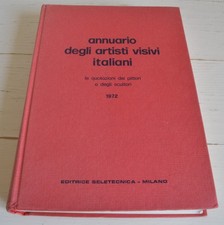 annuario
degli artisti visivi
italiani
le quotazioni dei pittori
e degli scultori
1972
EDITRICE SELETECNICA - MILANO